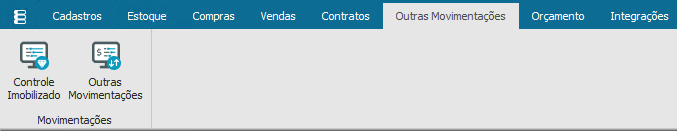 Cadastros Estoque Compras Vendas Contratos Outras Movimentações Orçamento Integrações
Controle Outras
Imobilizado Movimentações
Movimentações